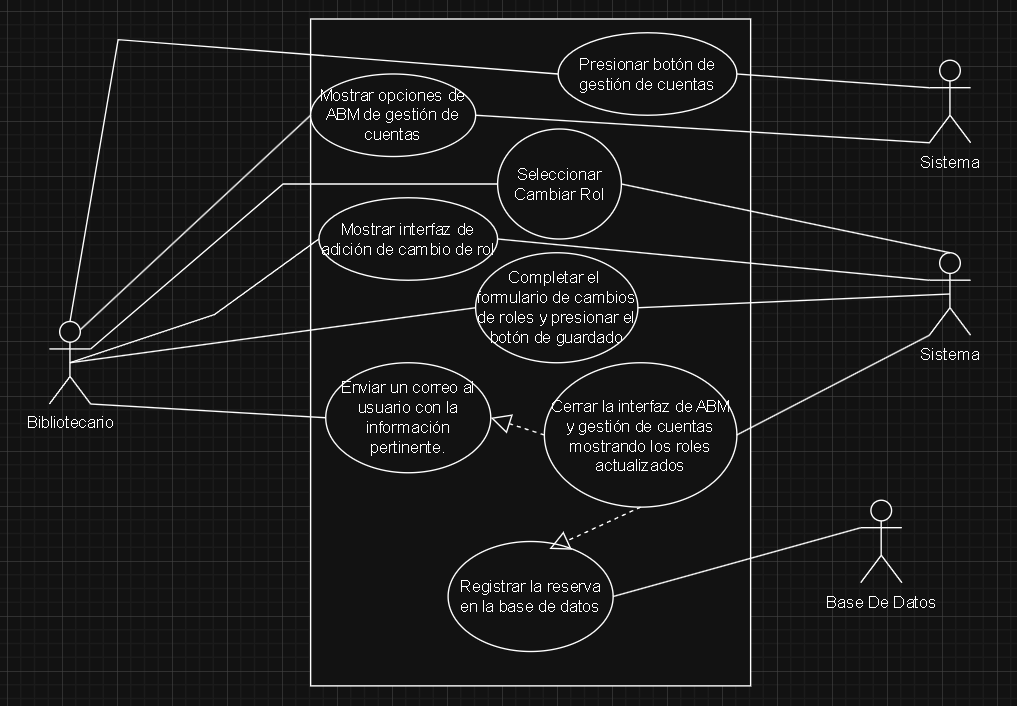 Presionar botón de
gestión de cuentas
Mostrar opciones de
ABM de gestión de
cuentas
Sistema
Seleccionar
Cambiar Rol
Mostrar interfaz de
adición de cambio de rol
Completar el
formulario de cambios
de roles y presionar el
botón de guardado
Sistema
Bibliotecario
Enviar un correo al
usuario con la
información
pertinente.
Cerrar la interfaz de ABM
y gestión de cuentas
mostrando los roles
actualizados
Registrar la reserva
en la base de datos
Base De Datos